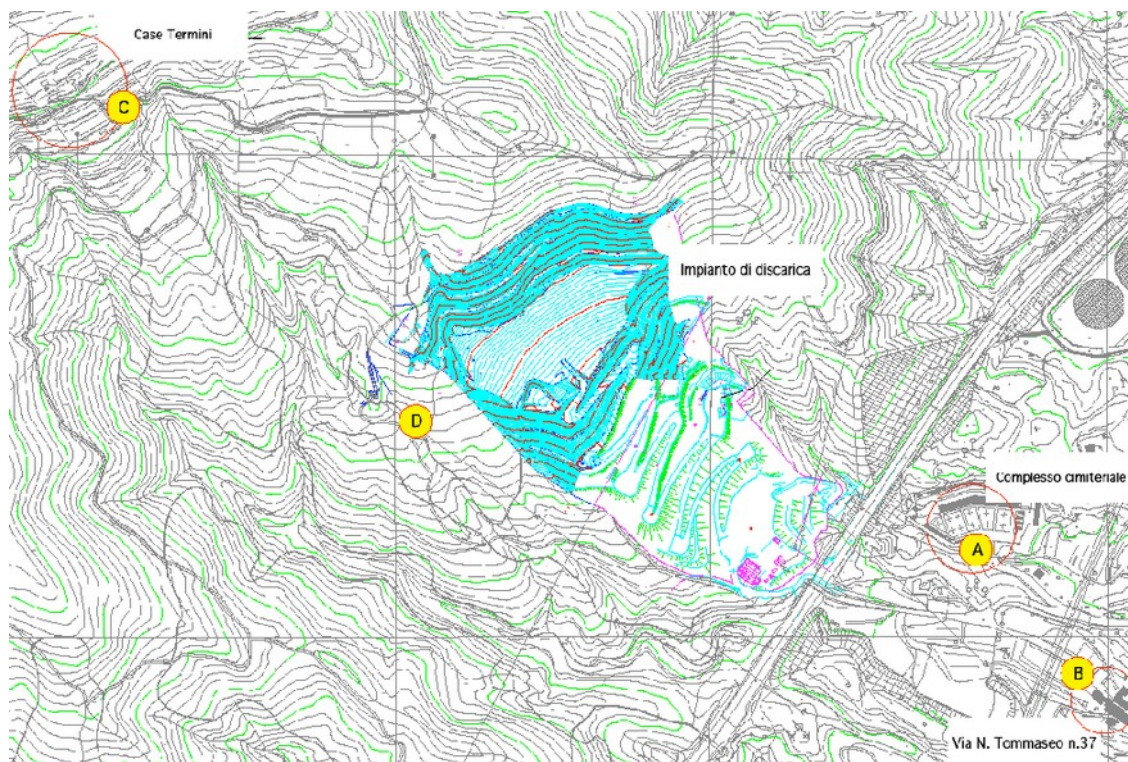 Case Termini
C
Impianto di discarica
D
Complesso cimiteriale
A
B
Via N. Tommaseo n.37